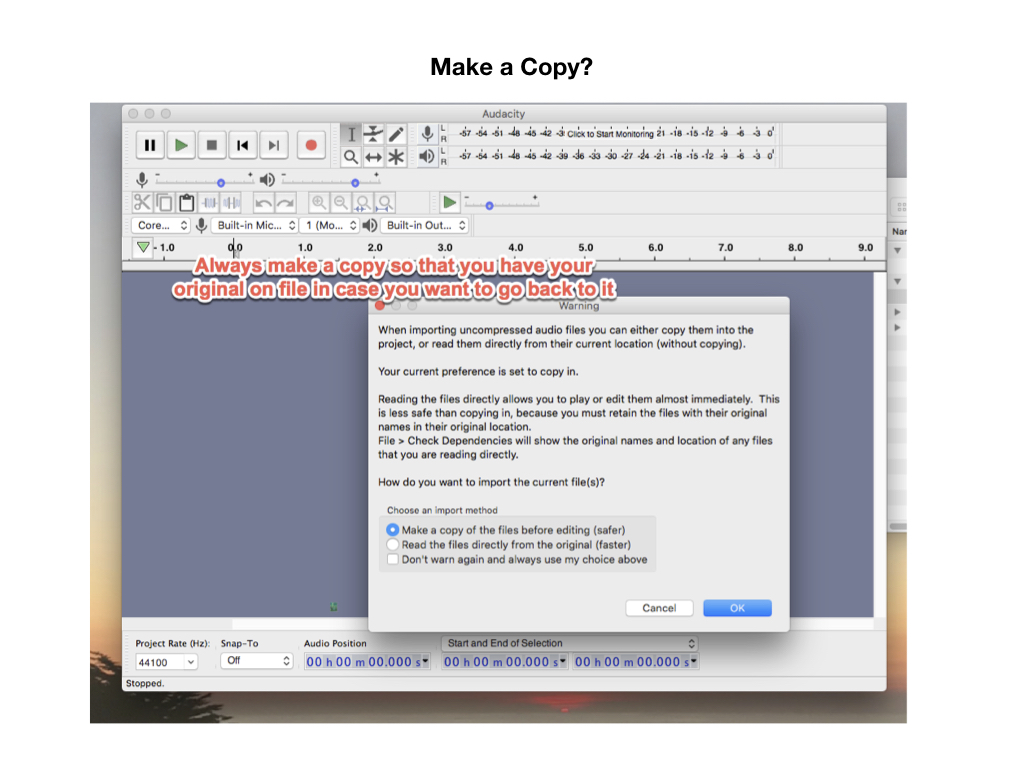 Make a Copy?
Audacity
L
R
-57 -54 -51 -48 -45 -42 -3 Click to Start Monitoring 21 -18 -15 -12 -9 -6 -3 0
L
R
-57 -54 -51 -48 -45 -42 -39 -36 -33 -30 -27 -24 -21 -18 -15 -12 -9 -6 -3 0
- + - +
- +
Core... Built-in Mic... 1 (Mo... Built-in Out...
-1.0 0.0 1.0 2.0 3.0 4.0 5.0 6.0 7.0 8.0 9.0
Nar
Always make a copy so that you have your
original on file in case you want to go back to it
Warning
When importing uncompressed audio files you can either copy them into the
project, or read them directly from their current location (without copying).
Your current preference is set to copy in.
Reading the files directly allows you to play or edit them almost immediately. This
is less safe than copying in, because you must retain the files with their original
names in their original location.
File > Check Dependencies will show the original names and location of any files
that you are reading directly.
How do you want to import the current file(s)?
Choose an import method
Make a copy of the files before editing (safer)
Read the files directly from the original (faster)
Don't warn again and always use my choice above
Cancel OK
Project Rate (Hz): Snap-To Audio Position Start and End of Selection
44100 Off 00 h 00 m 00.000 s 00 h 00 m 00.000 s 00 h 00 m 00.000 s
Stopped.